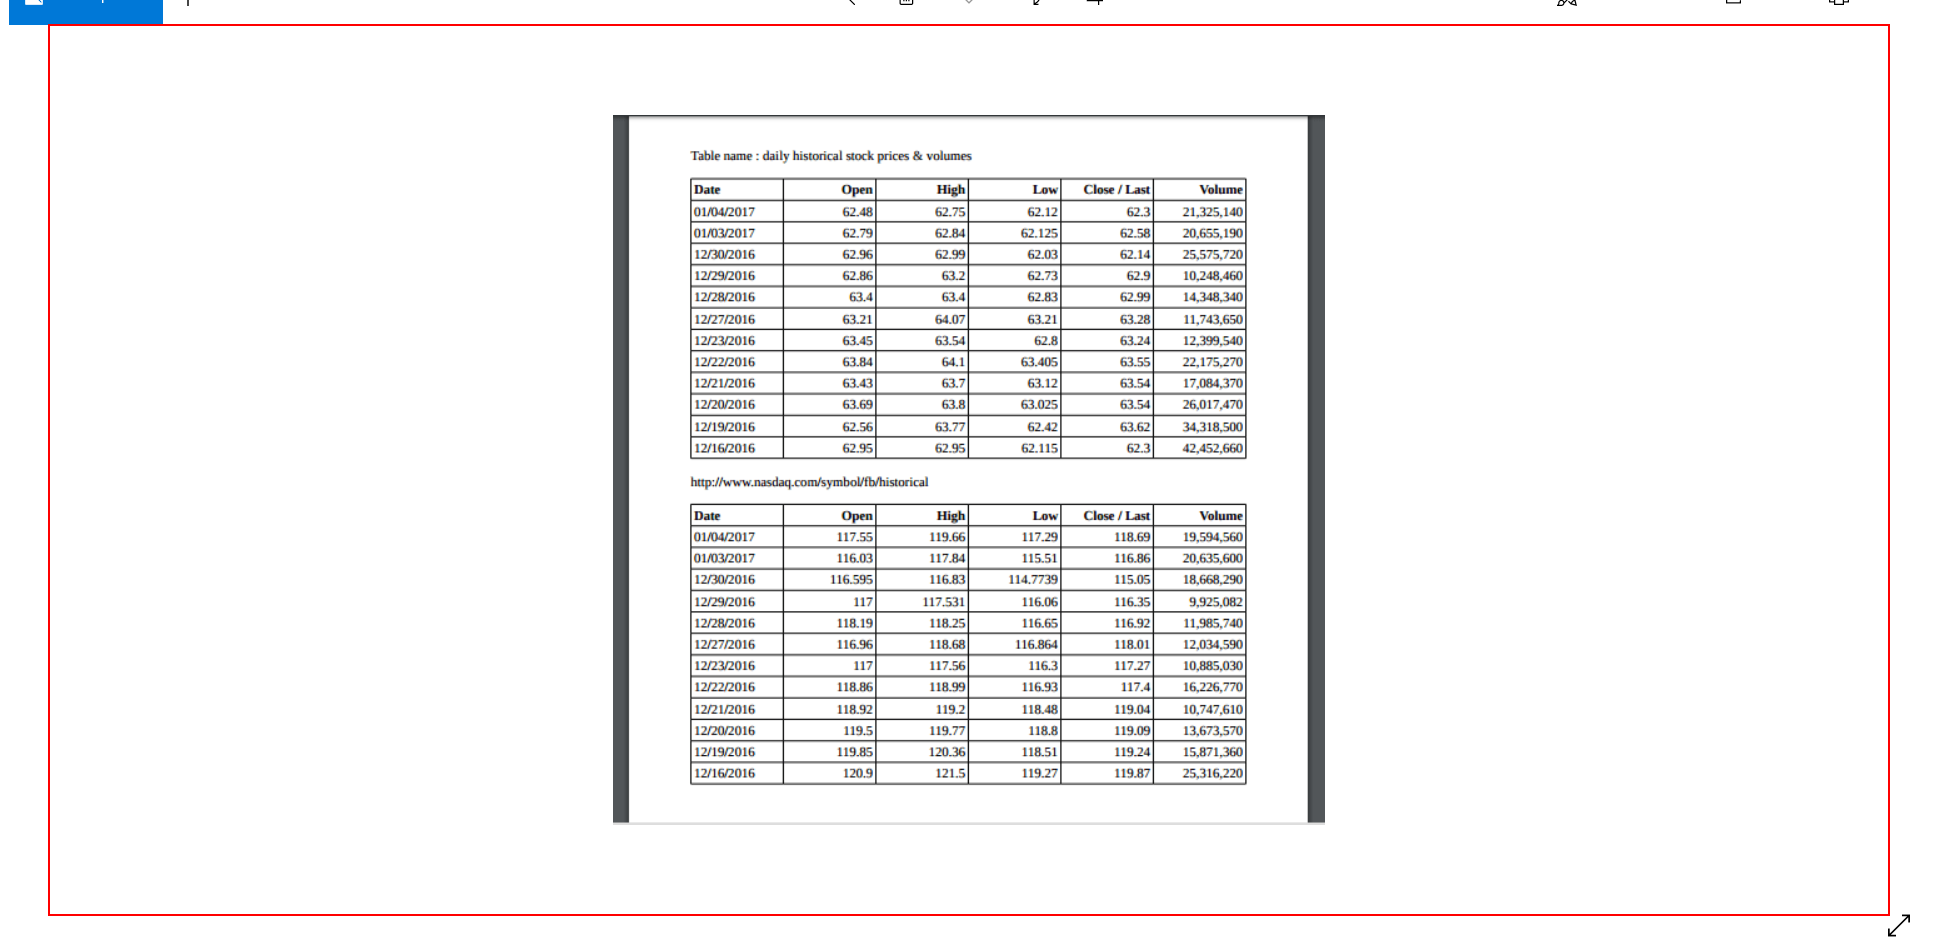 Table name : daily historical stock prices & volumes
Date Open High Low Close / Last Volume
01/04/2017 62.48 62.75 62.12 62.3 21,325,140
01/03/2017 62.79 62.84 62.125 62.58 20,655,190
12/30/2016 62.96 62.99 62.03 62.14 25,575,720
12/29/2016 62.86 63.2 62.73 62.9 10,248,460
12/28/2016 63.4 63.4 62.83 62.99 14,348,340
12/27/2016 63.21 64.07 63.21 63.28 11,743,650
12/23/2016 63.45 63.54 62.8 63.24 12,399,540
12/22/2016 63.84 64.1 63.405 63.55 22,175,270
12/21/2016 63.43 63.7 63.12 63.54 17,084,370
12/20/2016 63.69 63.8 63.025 63.54 26,017,470
12/19/2016 62.56 63.77 62.42 63.62 34,318,500
12/16/2016 62.95 62.95 62.115 62.3 42,452,660
http://www.nasdaq.com/symbol/fb/historical
Date Open High Low Close / Last Volume
01/04/2017 117.55 119.66 117.29 118.69 19,594,560
01/03/2017 116.03 117.84 115.51 116.86 20,635,600
12/30/2016 116.595 116.83 114.7739 115.05 18,668,290
12/29/2016 117 117.531 116.06 116.35 9,925,082
12/28/2016 118.19 118.25 116.65 116.92 11,985,740
12/27/2016 116.96 118.68 116.864 118.01 12,034,590
12/23/2016 117 117.56 116.3 117.27 10,885,030
12/22/2016 118.86 118.99 116.93 117.4 16,226,770
12/21/2016 118.92 119.2 118.48 119.04 10,747,610
12/20/2016 119.5 119.77 118.8 119.09 13,673,570
12/19/2016 119.85 120.36 118.51 119.24 15,871,360
12/16/2016 120.9 121.5 119.27 119.87 25,316,220